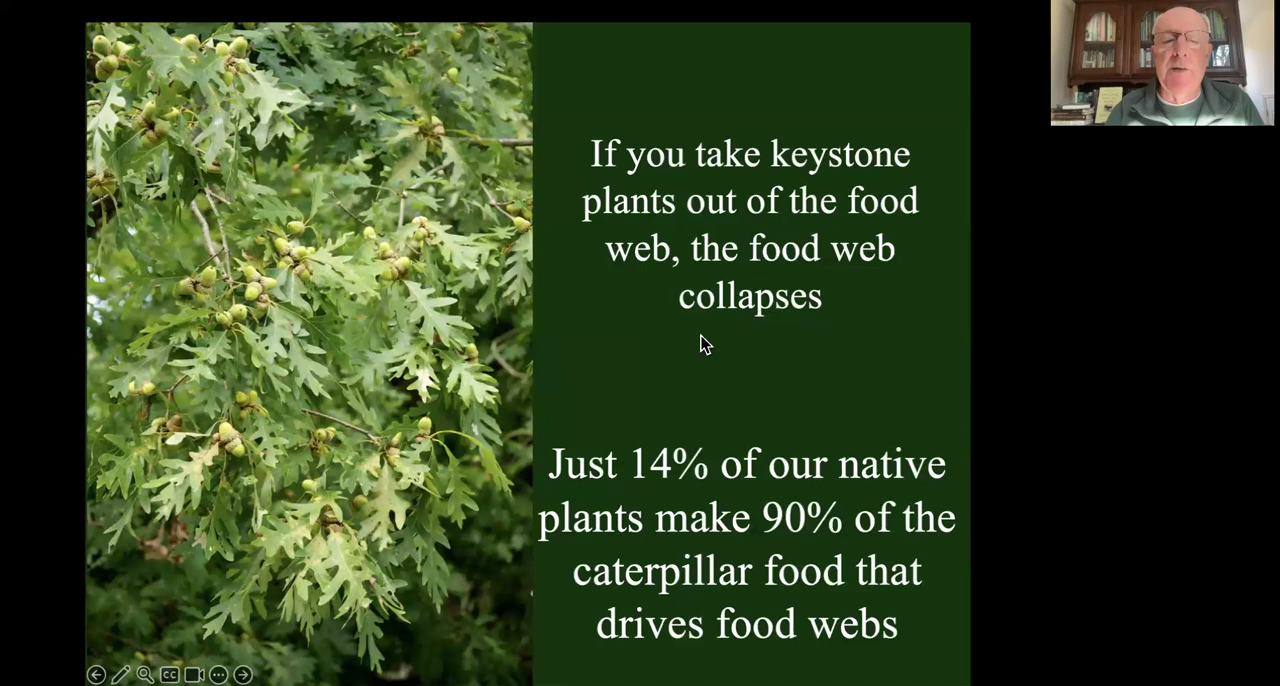 If you take keystone
plants out of the food
web, the food web
collapses
Just 14% of our native
plants make 90% of the
caterpillar food that
drives food webs
CC